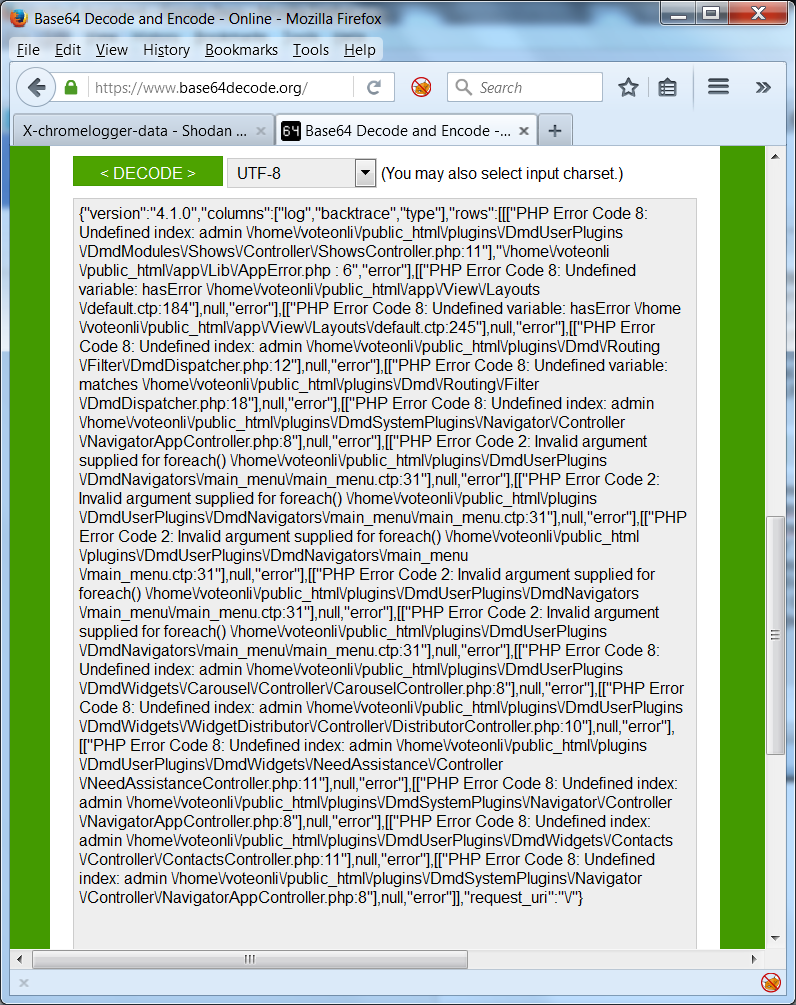 Base64 Decode and Encode - Online - Mozilla Firefox
File Edit View History Bookmarks Tools Help
https://www.base64decode.org/
Search
X-chromelogger-data - Shodan ...
64 Base64 Decode and Encode -...
< DECODE > UTF-8 (You may also select input charset.)
{"version":"4.1.0","columns":["log","backtrace","type"],"rows":[[["PHP Error Code 8:
Undefined index: admin \/home\/voteonli\/public_html\/plugins\/DmdUserPlugins
\/DmdModules\/Shows\/Controller\/ShowsController.php:11"],"\/home\/voteonli
\/public_html\/app\/Lib\/AppError.php : 6","error"],[["PHP Error Code 8: Undefined
variable: hasError \/home\/voteonli\/public_html\/app\/View\/Layouts
\/default.ctp:184"],null,"error"],[["PHP Error Code 8: Undefined variable: hasError \/home
\/voteonli\/public_html\/app\/View\/Layouts\/default.ctp:245"],null,"error"],[["PHP Error
Code 8: Undefined index: admin \/home\/voteonli\/public_html\/plugins\/Dmd\/Routing
\/Filter\/DmdDispatcher.php:12"],null,"error"],[["PHP Error Code 8: Undefined variable:
matches \/home\/voteonli\/public_html\/plugins\/Dmd\/Routing\/Filter
\/DmdDispatcher.php:18"],null,"error"],[["PHP Error Code 8: Undefined index: admin
\/home\/voteonli\/public_html\/plugins\/DmdSystemPlugins\/Navigator\/Controller
\/NavigatorAppController.php:8"],null,"error"],[["PHP Error Code 2: Invalid argument
supplied for foreach() \/home\/voteonli\/public_html\/plugins\/DmdUserPlugins
\/DmdNavigators\/main_menu\/main_menu.ctp:31"],null,"error"],[["PHP Error Code 2:
Invalid argument supplied for foreach() \/home\/voteonli\/public_html\/plugins
\/DmdUserPlugins\/DmdNavigators\/main_menu\/main_menu.ctp:31"],null,"error"],[["PHP
Error Code 2: Invalid argument supplied for foreach() \/home\/voteonli\/public_html
\/plugins\/DmdUserPlugins\/DmdNavigators\/main_menu
\/main_menu.ctp:31"],null,"error"],[["PHP Error Code 2: Invalid argument supplied for
foreach() \/home\/voteonli\/public_html\/plugins\/DmdUserPlugins\/DmdNavigators
\/main_menu\/main_menu.ctp:31"],null,"error"],[["PHP Error Code 2: Invalid argument
supplied for foreach() \/home\/voteonli\/public_html\/plugins\/DmdUserPlugins
\/DmdNavigators\/main_menu\/main_menu.ctp:31"],null,"error"],[["PHP Error Code 8:
Undefined index: admin \/home\/voteonli\/public_html\/plugins\/DmdUserPlugins
\/DmdWidgets\/Carousel\/Controller\/CarouselController.php:8"],null,"error"],[["PHP Error
Code 8: Undefined index: admin \/home\/voteonli\/public_html\/plugins\/DmdUserPlugins
\/DmdWidgets\/WidgetDistributor\/Controller\/DistributorController.php:10"],null,"error"],
[["PHP Error Code 8: Undefined index: admin \/home\/voteonli\/public_html\/plugins
\/DmdUserPlugins\/DmdWidgets\/NeedAssistance\/Controller
\/NeedAssistanceController.php:11"],null,"error"],[["PHP Error Code 8: Undefined index:
admin \/home\/voteonli\/public_html\/plugins\/DmdSystemPlugins\/Navigator\/Controller
\/NavigatorAppController.php:8"],null,"error"],[["PHP Error Code 8: Undefined index:
admin \/home\/voteonli\/public_html\/plugins\/DmdUserPlugins\/DmdWidgets\/Contacts
\/Controller\/ContactsController.php:11"],null,"error"],[["PHP Error Code 8: Undefined
index: admin \/home\/voteonli\/public_html\/plugins\/DmdSystemPlugins\/Navigator
\/Controller\/NavigatorAppController.php:8"],null,"error"]],"request_uri":"\/"}